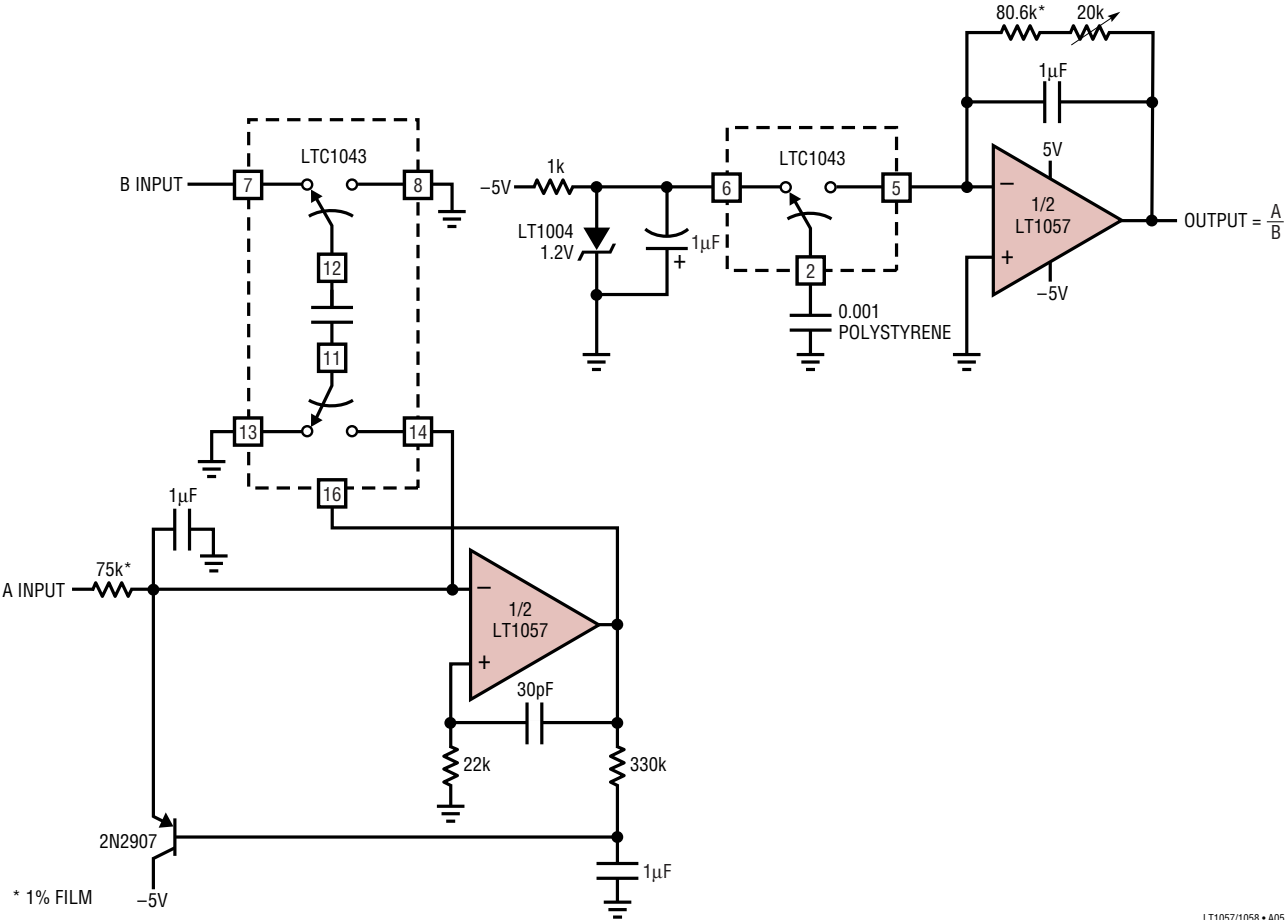 80.6k*
20k
1µF
B INPUT
7
LTC1043
8
12
11
13
14
16
–5V
1k
LT1004
1.2V
1µF
+
6
LTC1043
5
2
0.001
POLYSTYRENE
5V
–
1/2
LT1057
+
–5V
OUTPUT = A/B
1µF
A INPUT
75k*
–
1/2
LT1057
+
30pF
22k
330k
2N2907
–5V
1µF
* 1% FILM
LT1057/1058 • A05